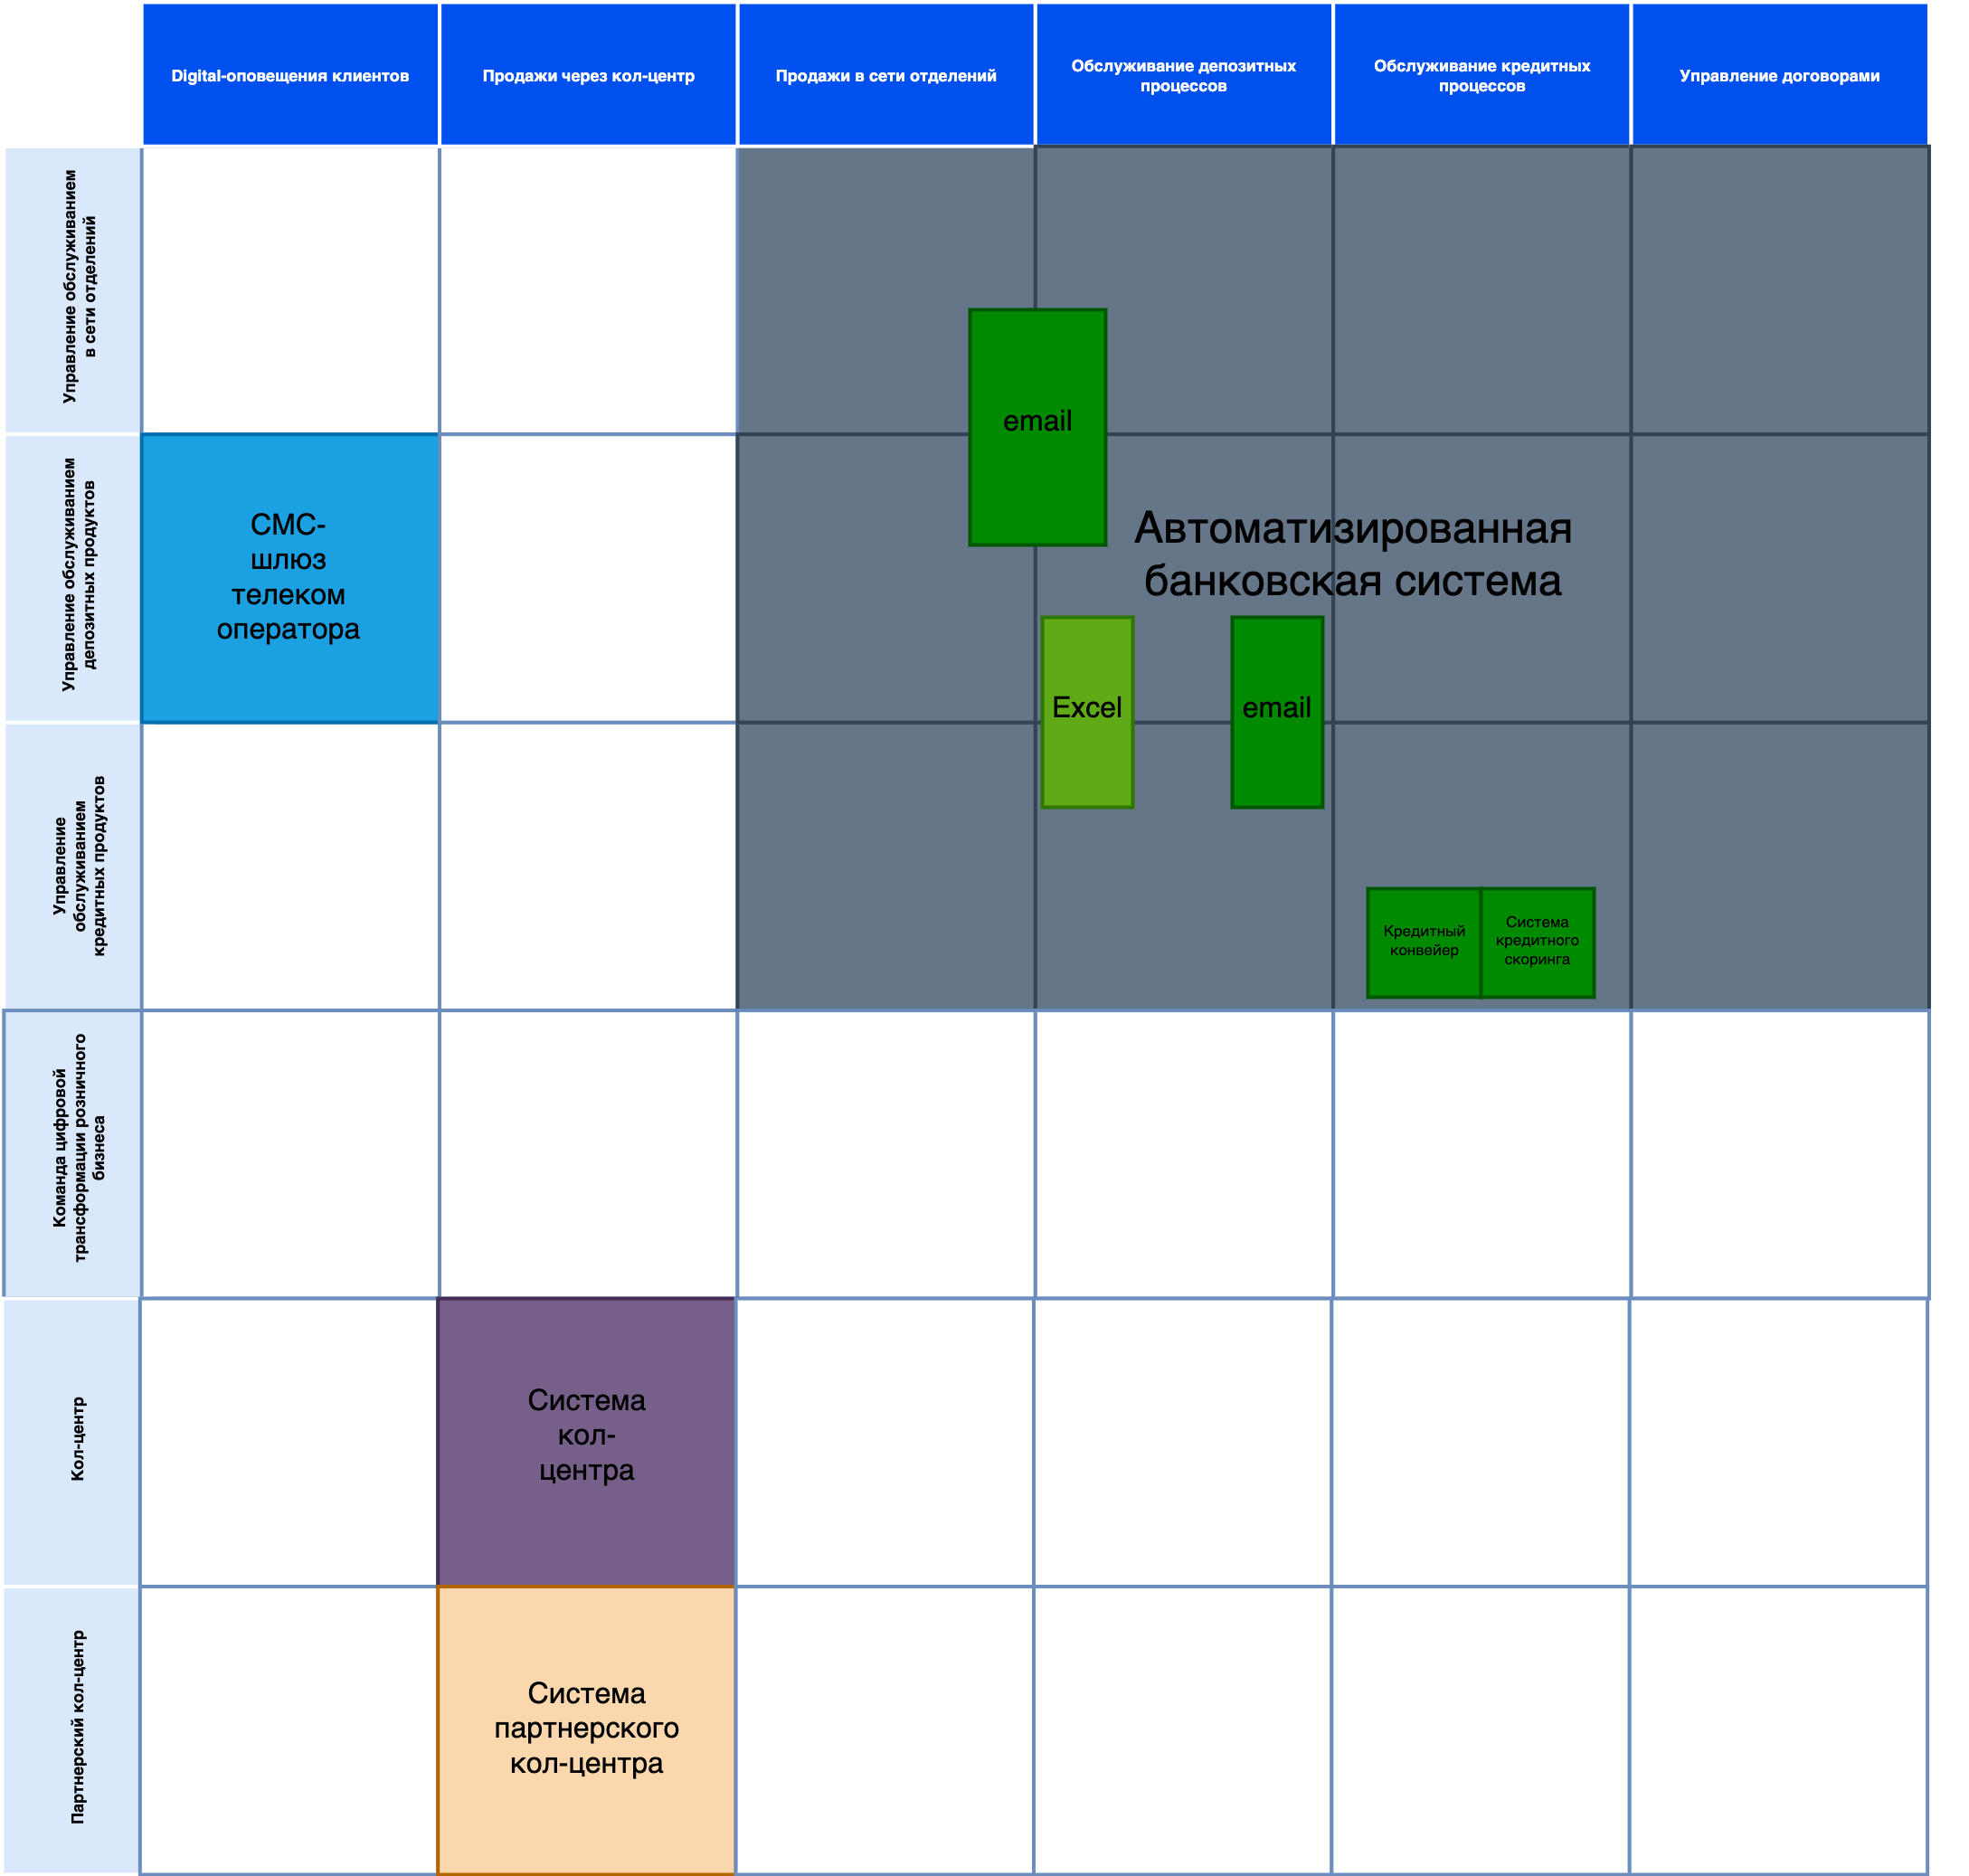 Digital-оповещения клиентов
Продажи через кол-центр
Продажи в сети отделений
Обслуживание депозитных
процессов
Обслуживание кредитных
процессов
Управление договорами
Управление обслуживанием
в сети отделений
email
Управление обслуживанием
депозитных продуктов
СМС-
шлюз
телеком
оператора
Автоматизированная
банковская система
Excel
email
Управление
обслуживанием
кредитных продуктов
Кредитный
конвейер
Система
кредитного
скоринга
Команда цифровой
трансформации розничного
бизнеса
Кол-центр
Система
кол-
центра
Партнерский кол-центр
Система
партнерского
кол-центра